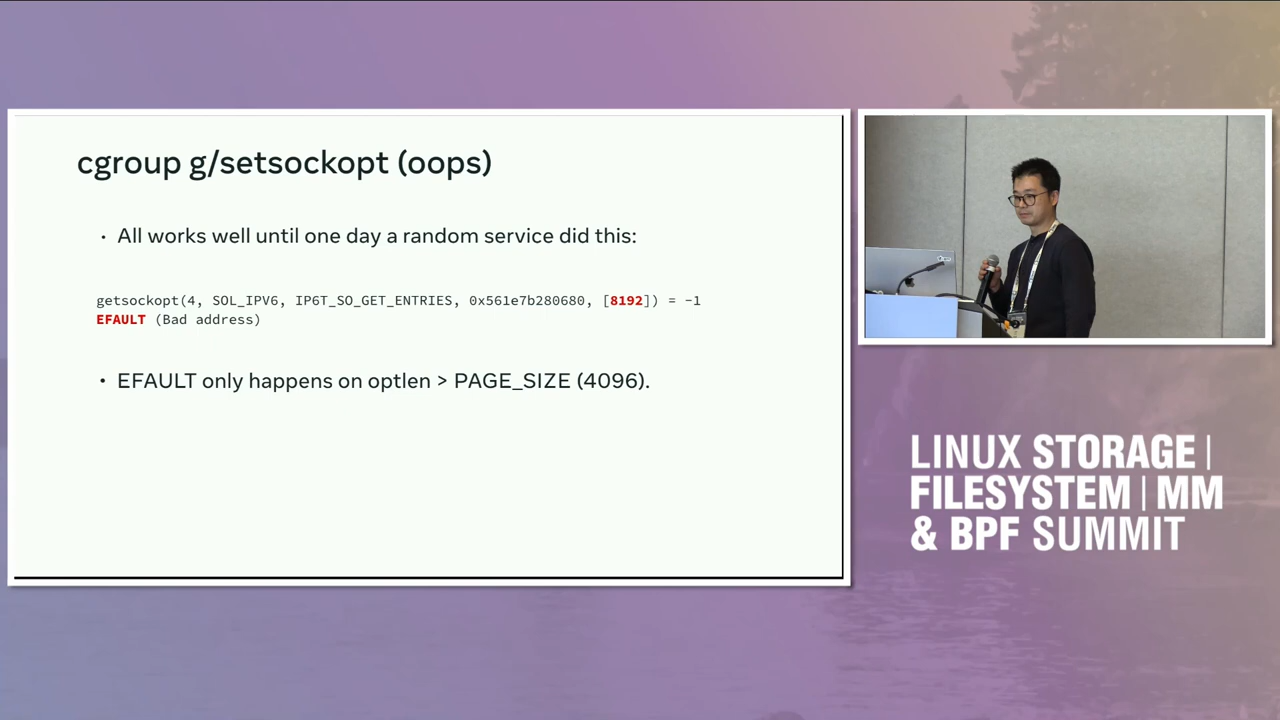 cgroup g/setsockopt (oops)
• All works well until one day a random service did this:
getsockopt(4, SOL_IPV6, IP6T_SO_GET_ENTRIES, 0x561e7b280680, [8192]) = -1
EFAULT (Bad address)
• EFAULT only happens on optlen > PAGE_SIZE (4096).
LINUX STORAGE |
FILESYSTEM | MM
& BPF SUMMIT